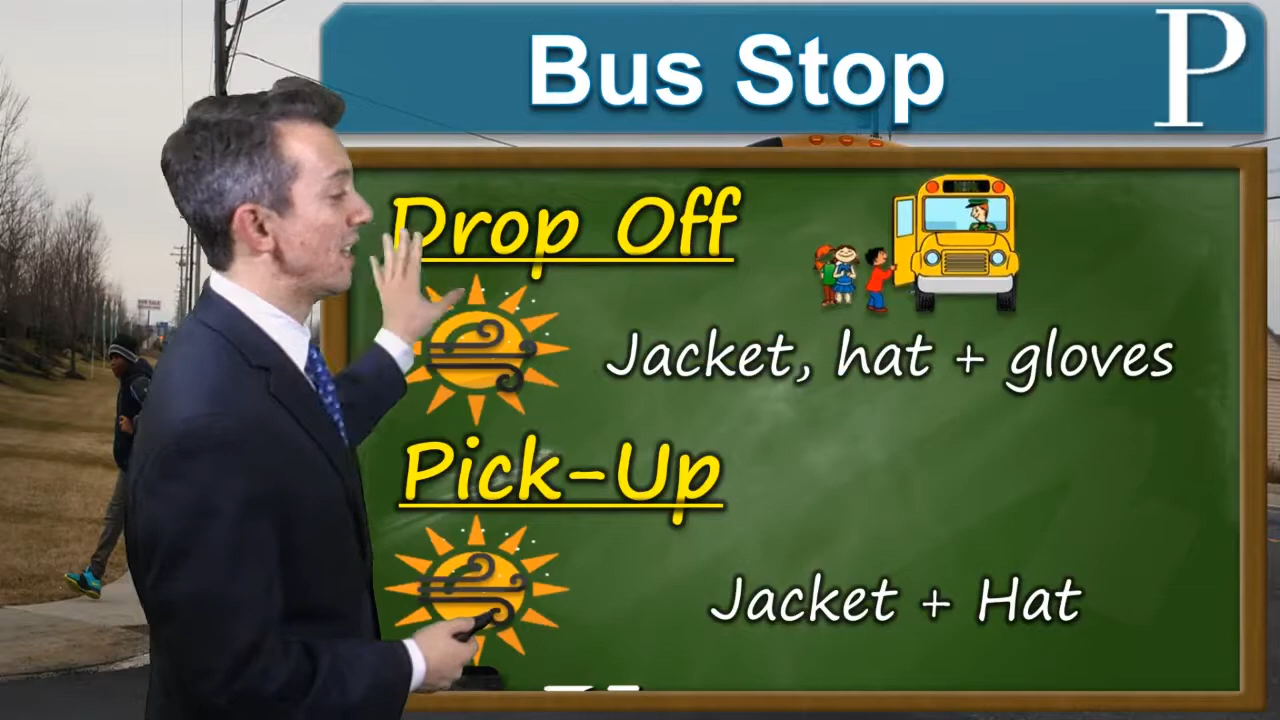 Bus Stop
P
Drop Off
Jacket, hat + gloves
Pick-Up
Jacket + Hat